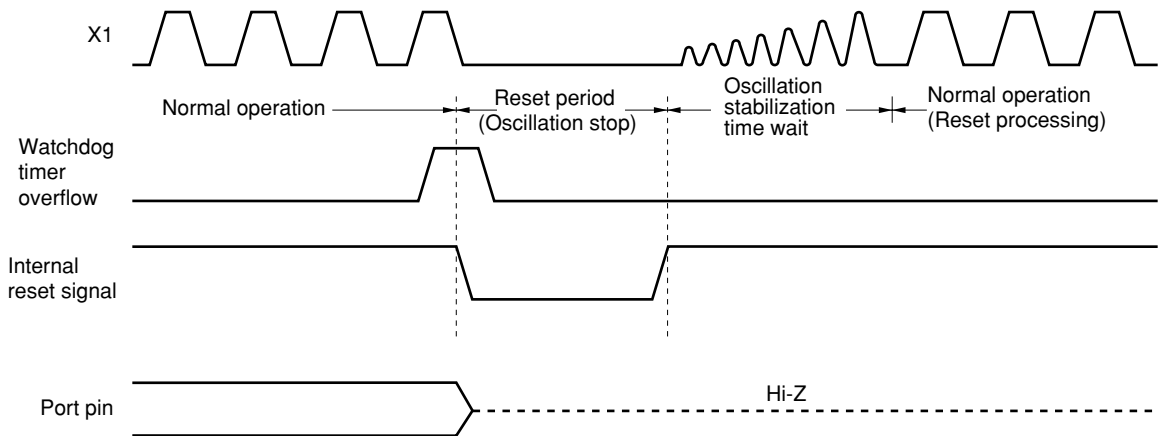 X1
Normal operation
Reset period
(Oscillation stop)
Oscillation
stabilization
time wait
Normal operation
(Reset processing)
Watchdog
timer
overflow
Internal
reset signal
Port pin
Hi-Z